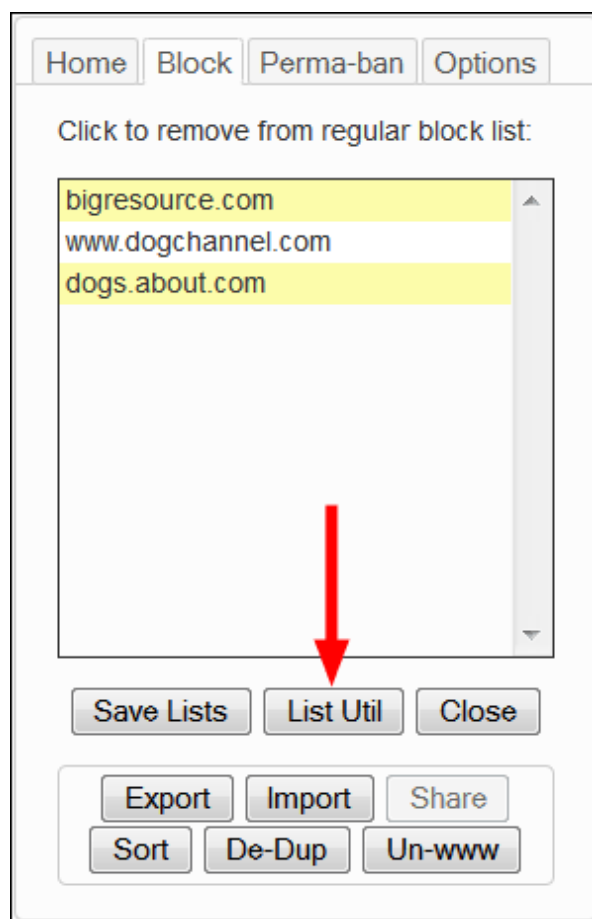 Home Block Perma-ban Options
Click to remove from regular block list:
bigresource.com
www.dogchannel.com
dogs.about.com
Save Lists List Util Close
Export Import Share
Sort De-Dup Un-www